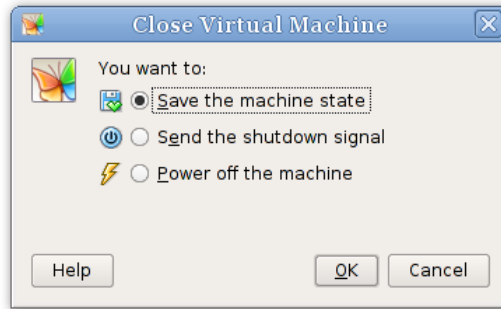 Close Virtual Machine
You want to:
Save the machine state
Send the shutdown signal
Power off the machine
Help
OK
Cancel